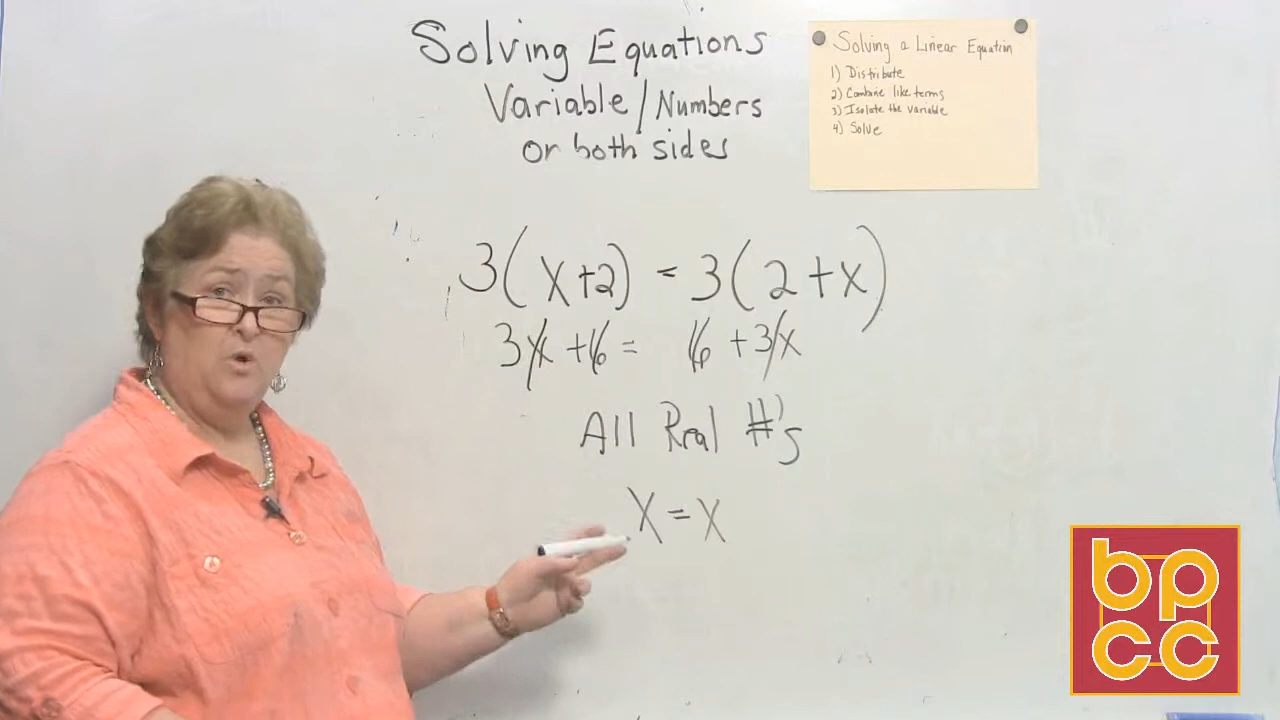 Solving Equations
Variable/Numbers
or both sides
Solving a Linear Equation
1) Distribute
2) Combine like terms
3) Isolate the variable
4) Solve
3(x+2) = 3(2+x)
3x+6 = 6+3x
All Real #'s
X = X
bp
cc